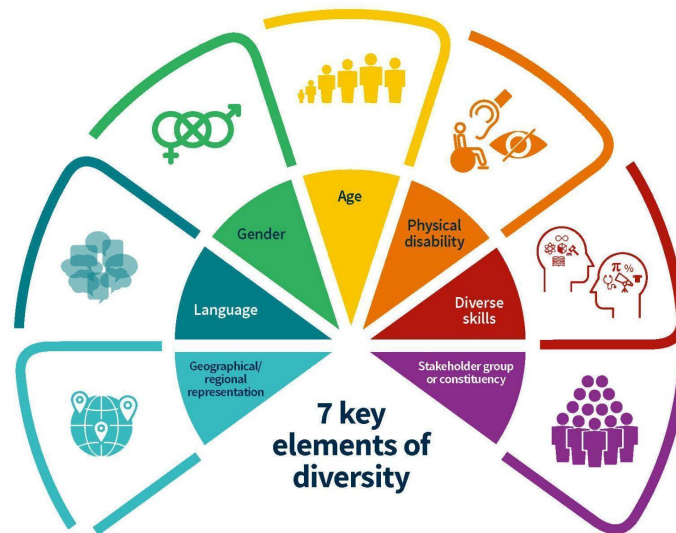 Age
Gender
Physical
disability
Language
Diverse
skills
Geographical/
regional
representation
Stakeholder group
or constituency
π %
7 key
elements of
diversity